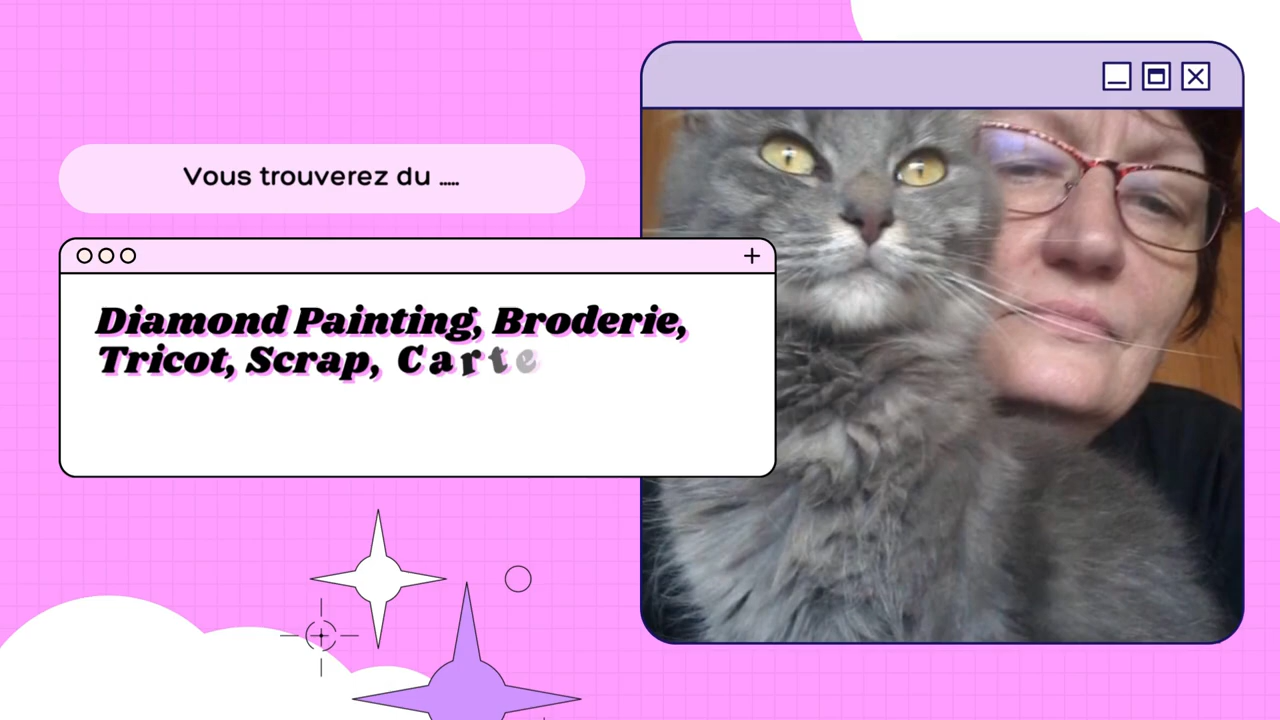 Vous trouverez du .....
Diamond Painting, Broderie,
Tricot, Scrap, Carte